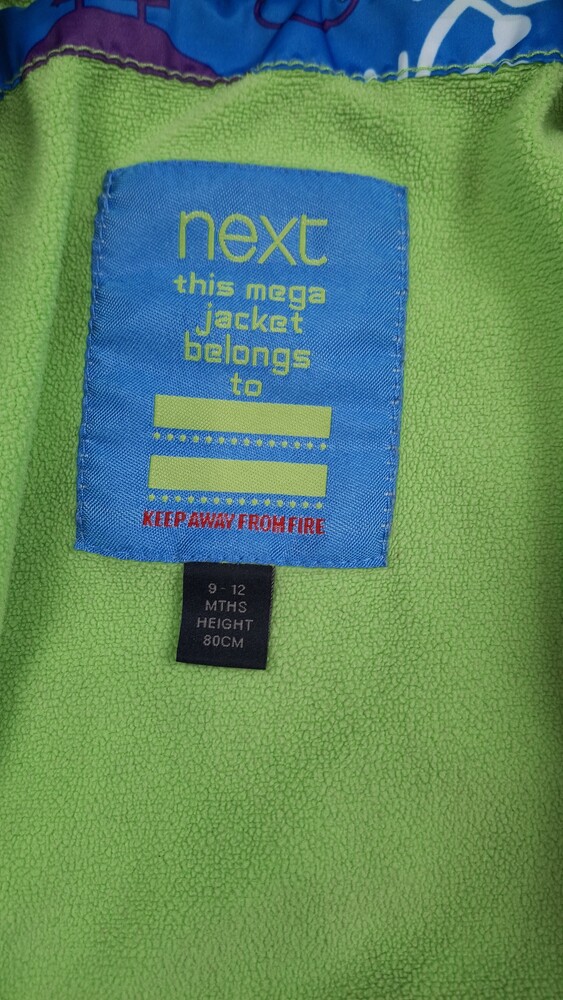 next
this mega
jacket
belongs
to
KEEP AWAY FROM FIRE
9 - 12
MTHS
HEIGHT
80CM